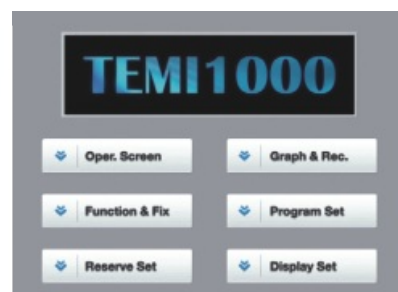 TEMI1000
Oper. Screen
Graph & Rec.
Function & Fix
Program Set
Reserve Set
Display Set